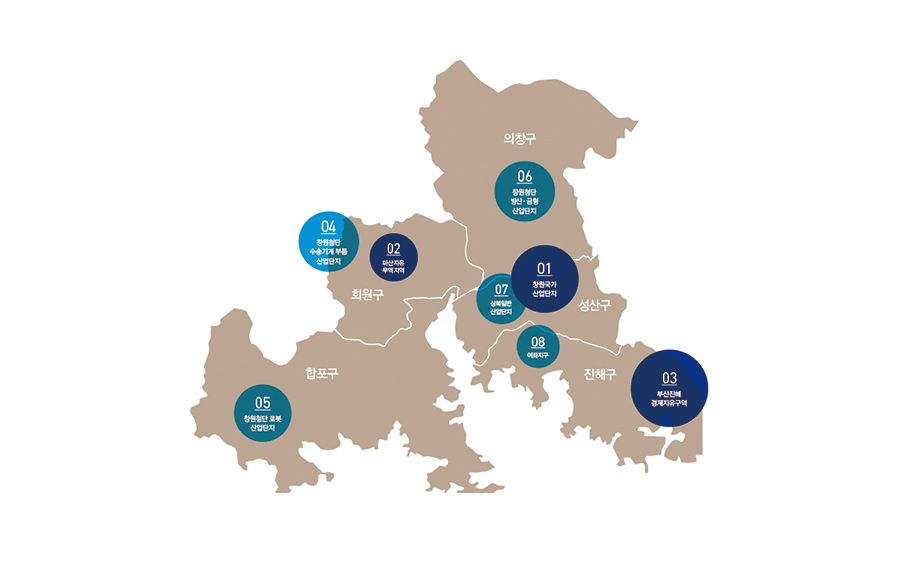 의창구
06
창원첨단
방산·금형
산업단지
04
창원첨단
수송기계 부품
산업단지
02
마산 자유
무역 지역
회원구
01
창원국가
산업단지
07
상복일반
산업단지
성산구
08
여좌지구
합포구
진해구
03
부산진해
경제자유구역
05
창원첨단 로봇
산업단지